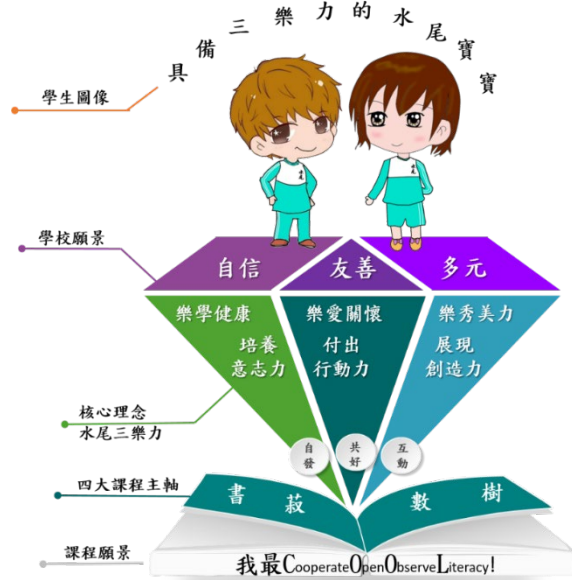 具備三樂力的水尾寶寶
學生圖像
水尾
水尾
學校願景
自信
友善
多元
樂學健康
培養
意志力
樂愛關懷
付出
行動力
樂秀美力
展現
創造力
核心理念
水尾三樂力
自發
共好
互動
四大課程主軸
書
菽
數
樹
課程願景
我最CooperateOpenObserveLiteracy!